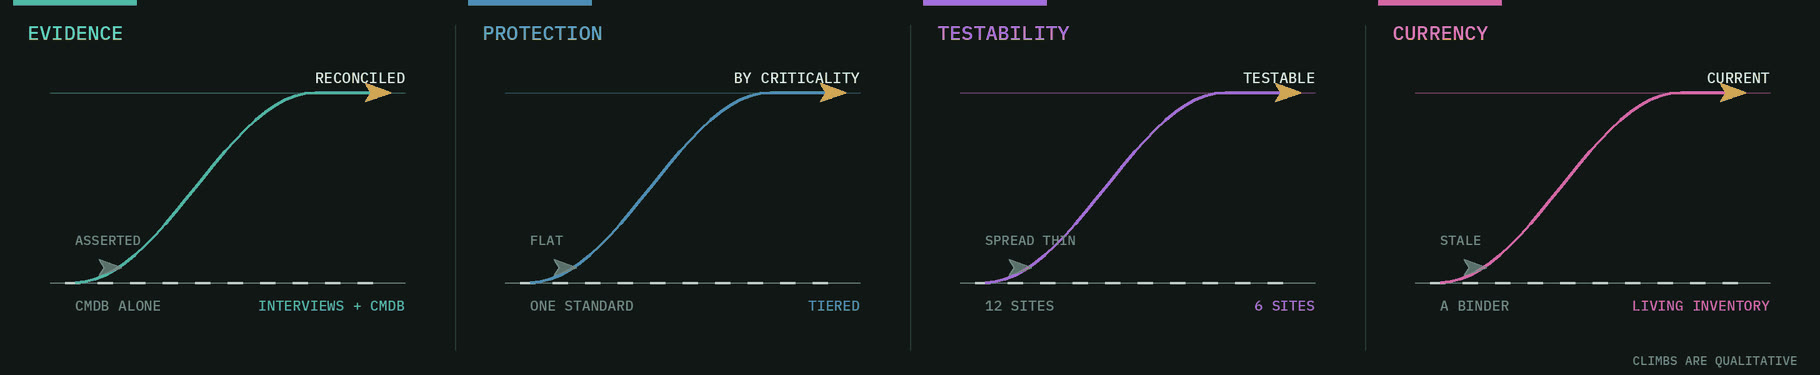 EVIDENCE
RECONCILED
ASSERTED
CMDB ALONE
INTERVIEWS + CMDB
PROTECTION
BY CRITICALITY
FLAT
ONE STANDARD
TIERED
TESTABILITY
TESTABLE
SPREAD THIN
12 SITES
6 SITES
CURRENCY
CURRENT
STALE
A BINDER
LIVING INVENTORY
CLIMBS ARE QUALITATIVE